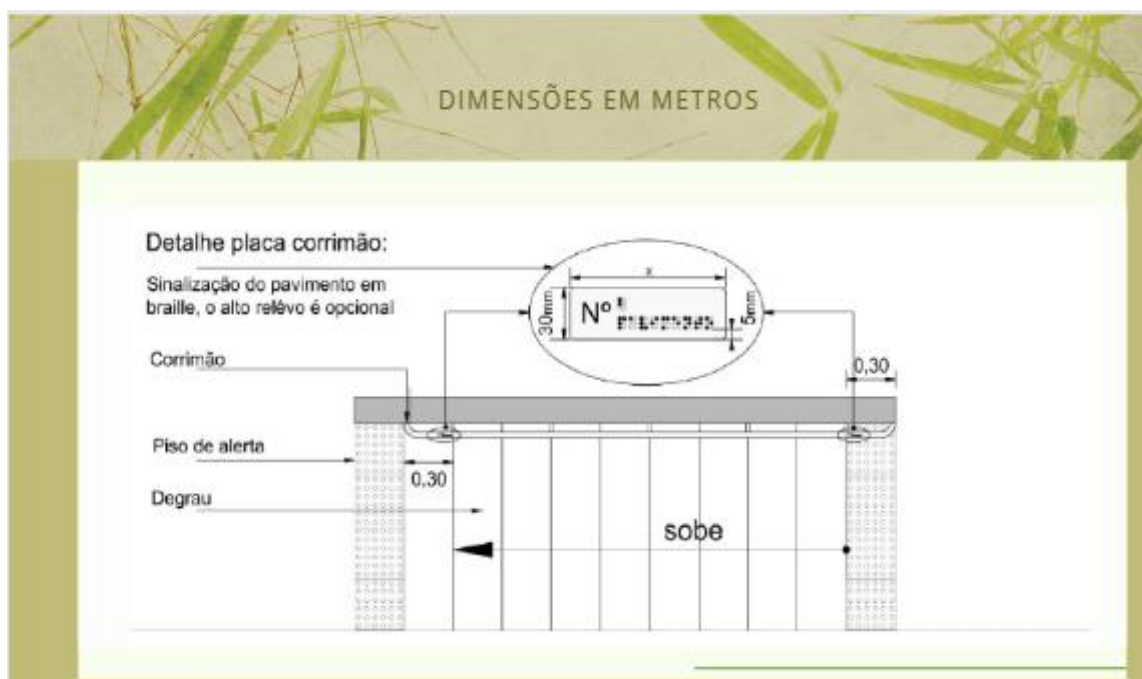 DIMENSÕES EM METROS
Detalhe placa corrimão:
Sinalização do pavimento em
braille, o alto relêvo é opcional
x
30mm
Nº
5mm
Corrimão
0,30
Piso de alerta
0,30
Degrau
sobe